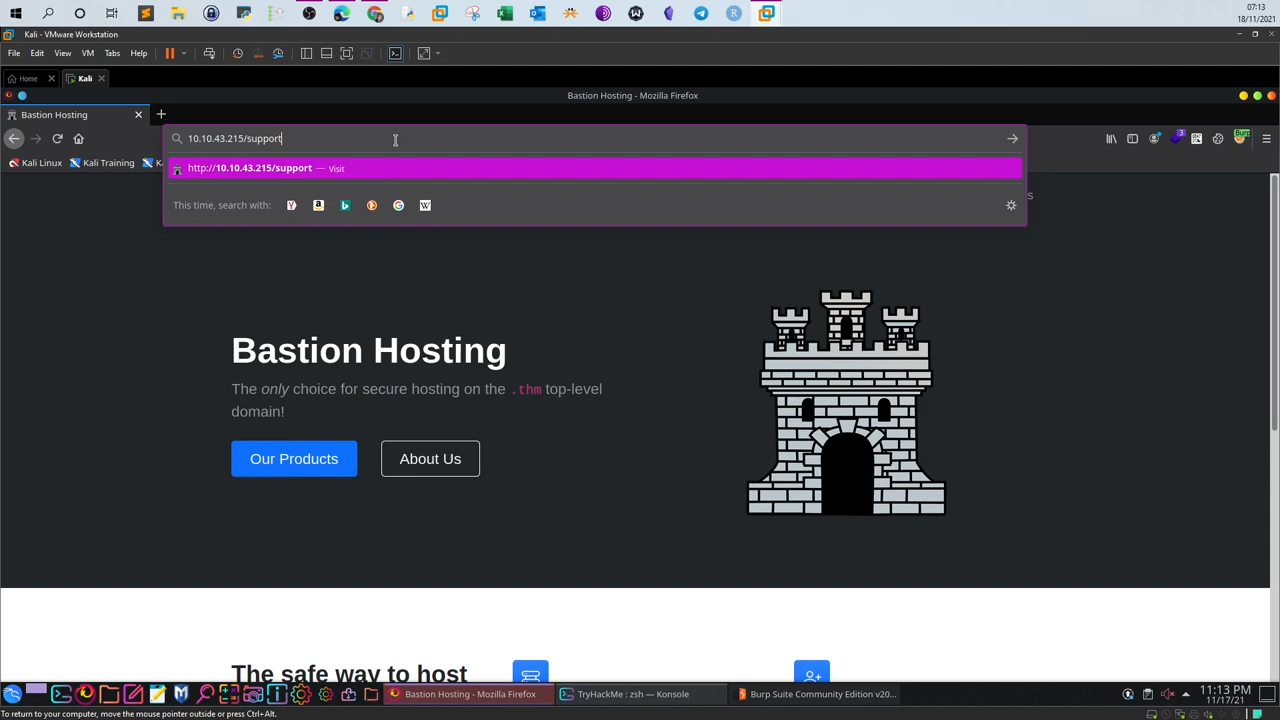 07:13
18/11/2021
Kali - VMware Workstation
File Edit View VM Tabs Help
Home Kali
Bastion Hosting - Mozilla Firefox
Bastion Hosting
10.10.43.215/support
3
Burp
http://10.10.43.215/support — Visit
Kali Linux Kali Training
This time, search with:
s
Bastion Hosting
The only choice for secure hosting on the .thm top-level
domain!
Our Products About Us
The safe way to host
Bastion Hosting - Mozilla Firefox TryHackMe : zsh — Konsole Burp Suite Community Edition v20...
11:13 PM
11/17/21
To return to your computer, move the mouse pointer outside or press Ctrl+Alt.